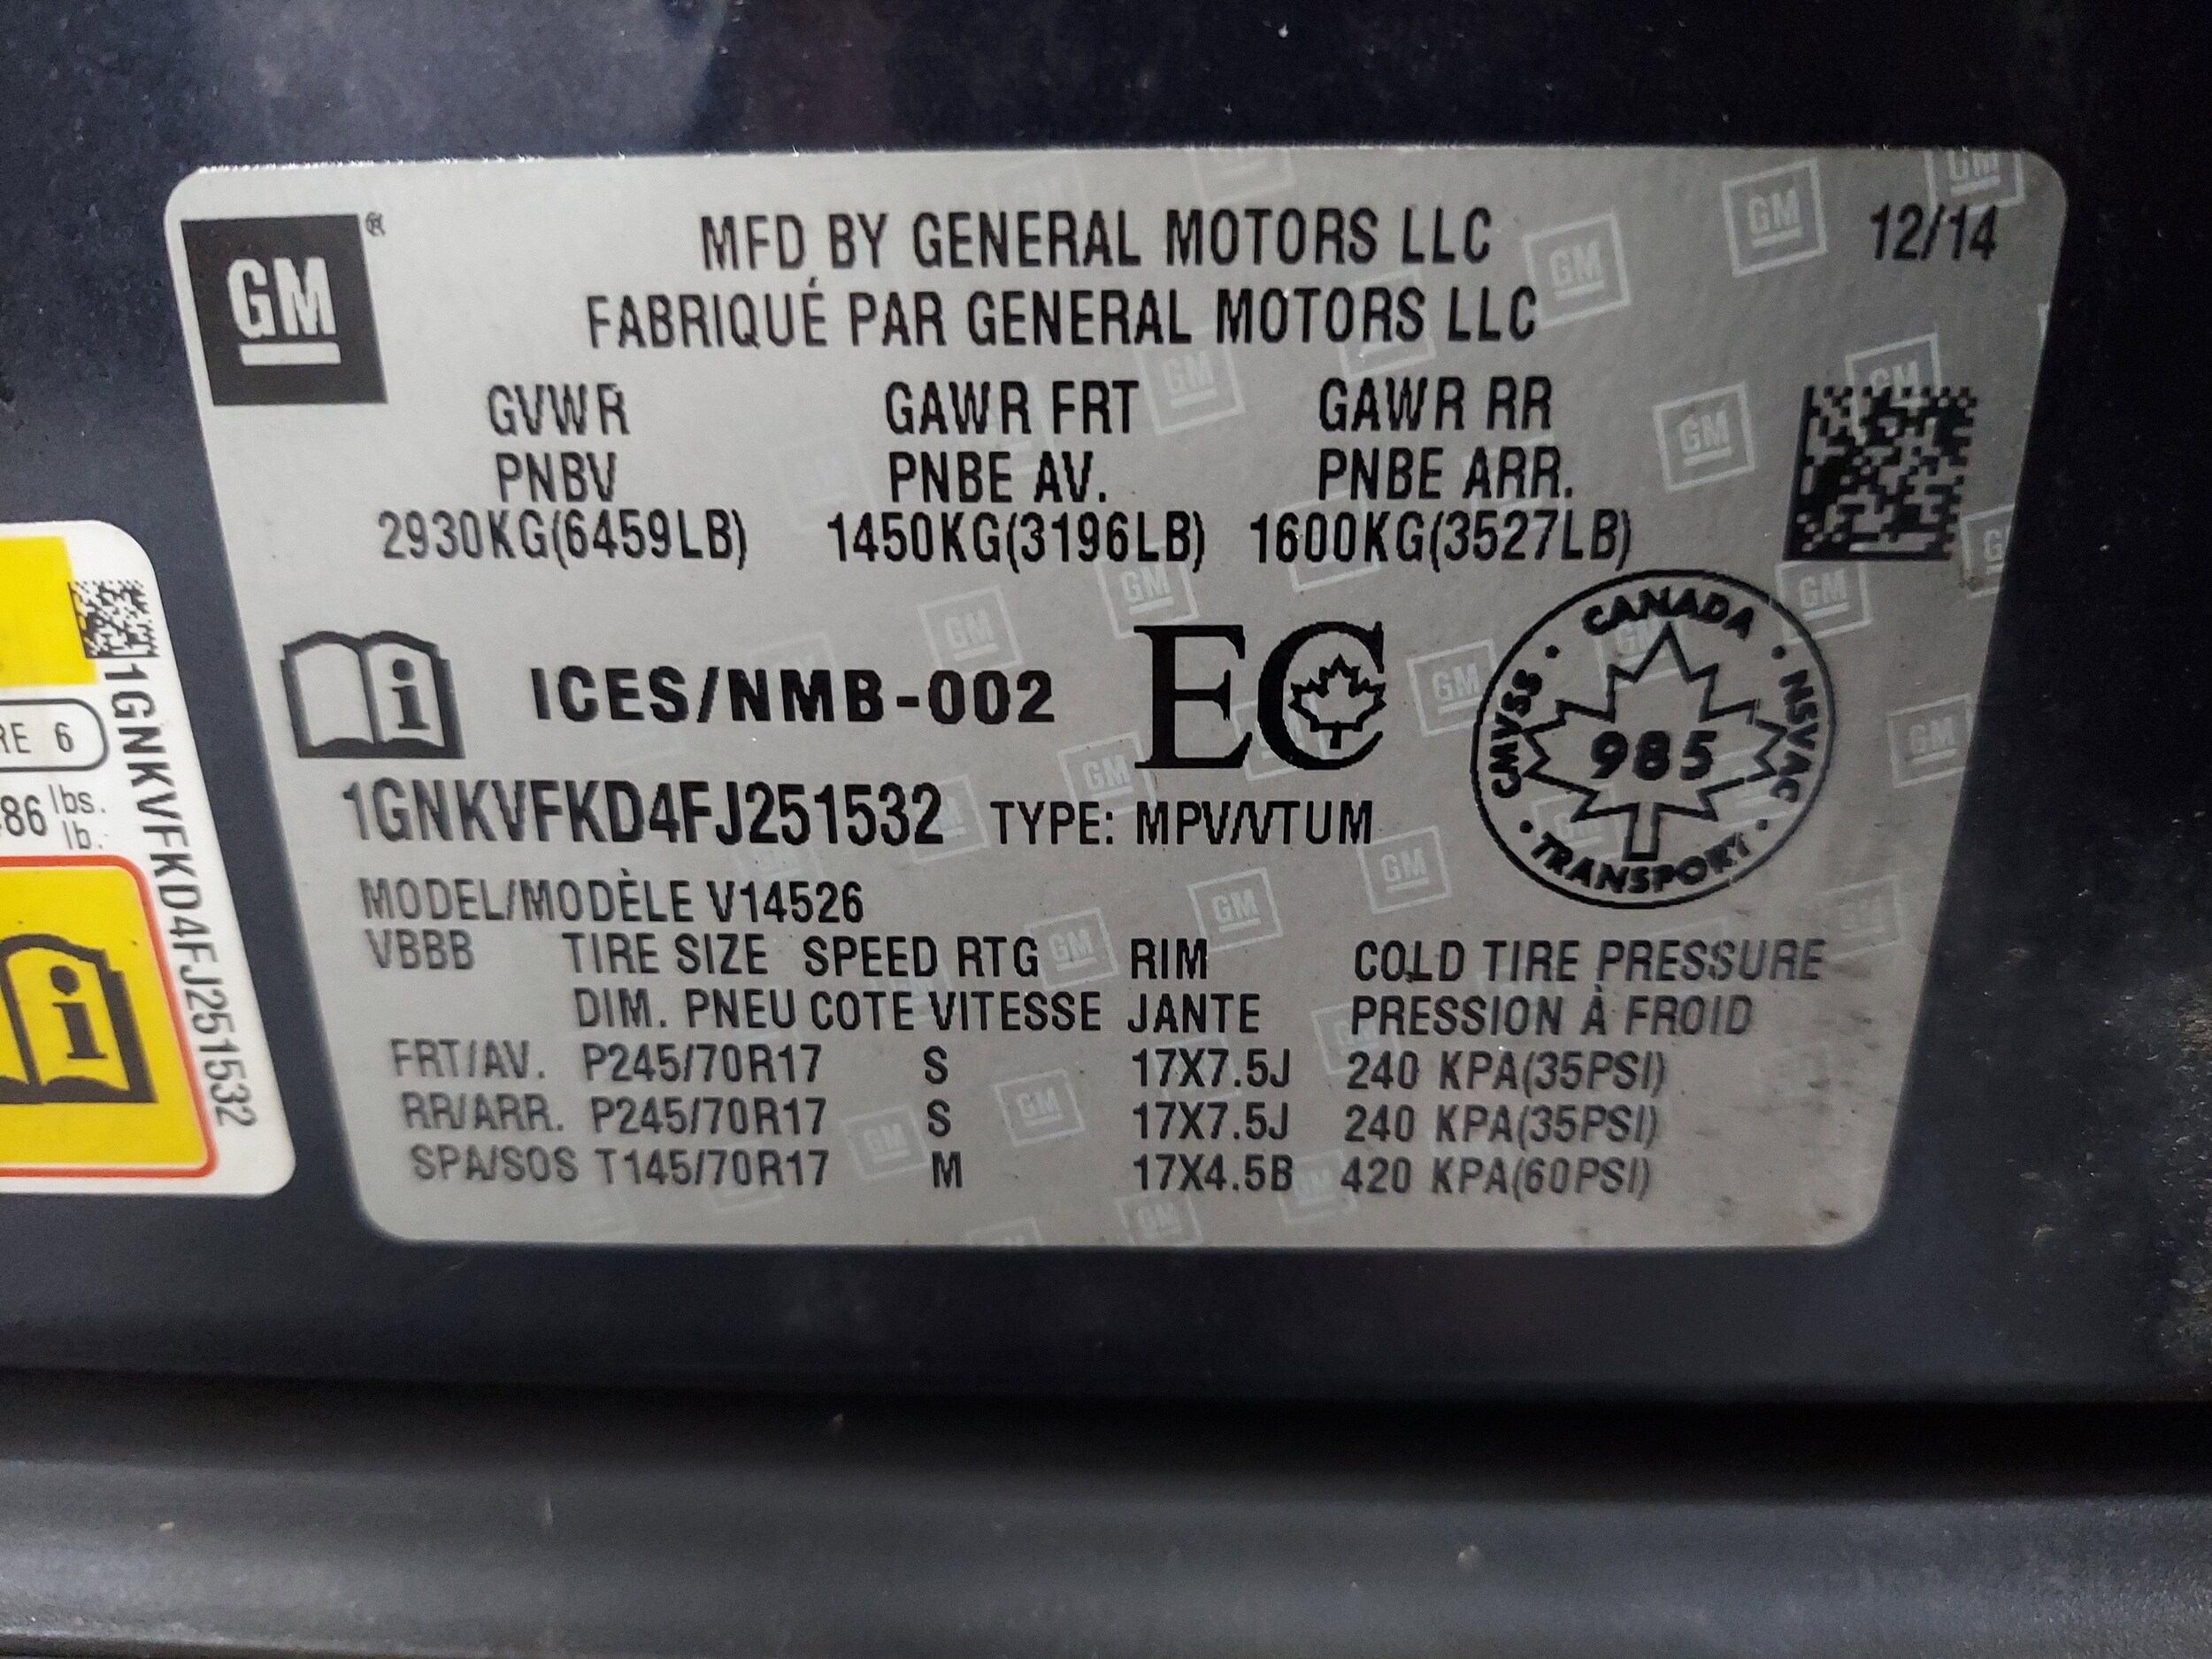 GM ®
MFD BY GENERAL MOTORS LLC 12/14
FABRIQUÉ PAR GENERAL MOTORS LLC
GVWR GAWR FRT GAWR RR
PNBV PNBE AV. PNBE ARR.
2930KG(6459LB) 1450KG(3196LB) 1600KG(3527LB)
i ICES/NMB-002 EC
CANADA
CMVSS • • NSVAC
985
• TRANSPORT •
1GNKVFKD4FJ251532 TYPE: MPV/VTUM
MODEL/MODÈLE V14526
VBBB TIRE SIZE SPEED RTG RIM COLD TIRE PRESSURE
DIM. PNEU COTE VITESSE JANTE PRESSION À FROID
FRT/AV. P245/70R17 S 17X7.5J 240 KPA(35PSI)
RR/ARR. P245/70R17 S 17X7.5J 240 KPA(35PSI)
SPA/SOS T145/70R17 M 17X4.5B 420 KPA(60PSI)
1GNKVFKD4FJ251532
6
86 lbs.
lb.
i